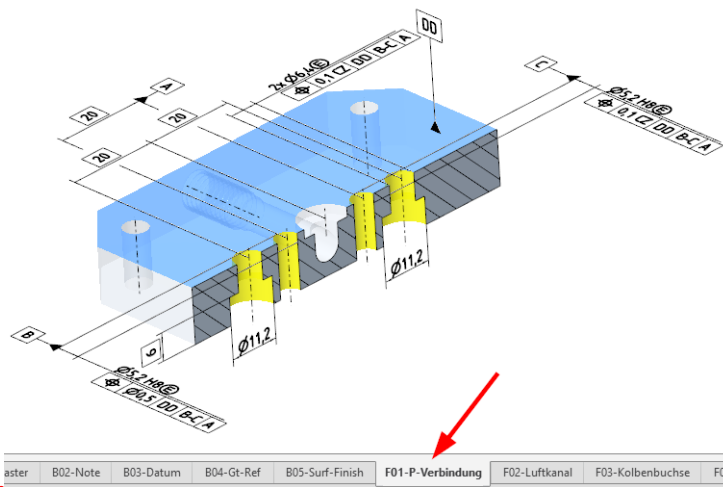 DD
2x Ø6,4Ⓔ
⌖ 0,1 CZ DD B-C A
C
Ø5,2 H8Ⓔ
⌖ 0,1 CZ DD B-C A
A
20
20
20
Ø11,2
Ø11,2
6
B
Ø5,2 H8Ⓔ
⌖ Ø0,5 DD B-C A
aster B02-Note B03-Datum B04-Gt-Ref B05-Surf-Finish F01-P-Verbindung F02-Luftkanal F03-Kolbenbuchse F0